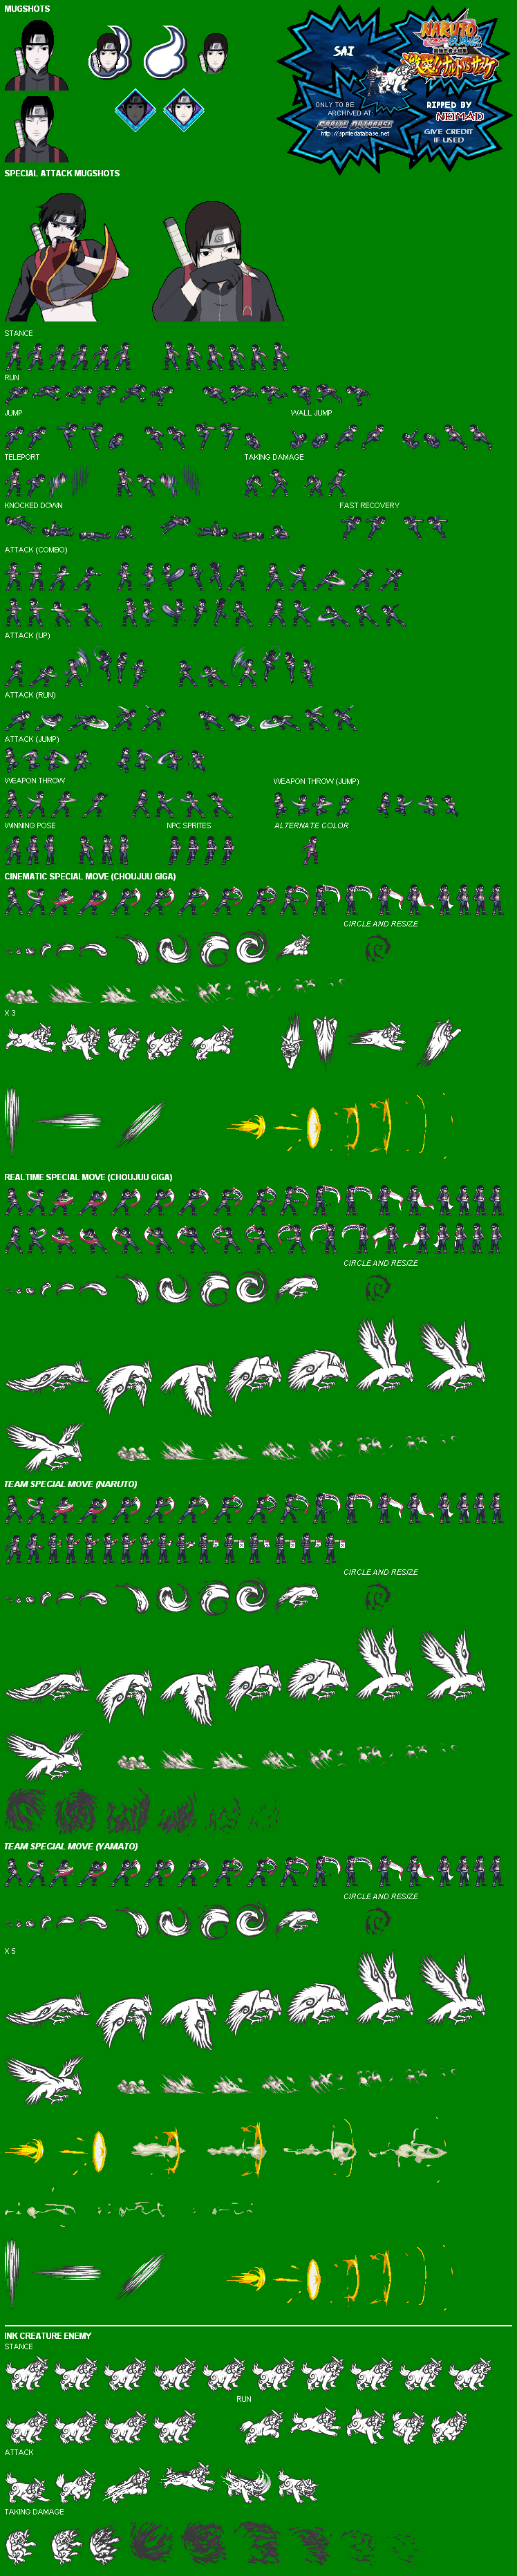 MUGSHOTS
SAI
NARUTO
ONLY TO BE
ARCHIVED AT:
SPRITE DATABASE
http://spritedatabase.net
RIPPED BY
NEIMAD
GIVE CREDIT
IF USED
SPECIAL ATTACK MUGSHOTS
STANCE
RUN
JUMP
WALL JUMP
TELEPORT
TAKING DAMAGE
KNOCKED DOWN
FAST RECOVERY
ATTACK (COMBO)
ATTACK (UP)
ATTACK (RUN)
ATTACK (JUMP)
WEAPON THROW
WEAPON THROW (JUMP)
WINNING POSE
NPC SPRITES
ALTERNATE COLOR
CINEMATIC SPECIAL MOVE (CHOUJUU GIGA)
CIRCLE AND RESIZE
X 3
REALTIME SPECIAL MOVE (CHOUJUU GIGA)
CIRCLE AND RESIZE
TEAM SPECIAL MOVE (NARUTO)
CIRCLE AND RESIZE
TEAM SPECIAL MOVE (YAMATO)
CIRCLE AND RESIZE
X 5
INK CREATURE ENEMY
STANCE
RUN
ATTACK
TAKING DAMAGE